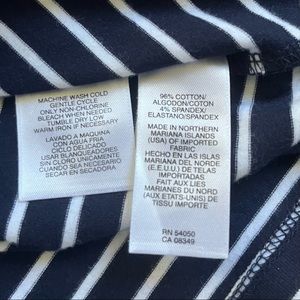 MACHINE WASH COLD
GENTLE CYCLE
ONLY NON-CHLORINE
BLEACH WHEN NEEDED
TUMBLE DRY LOW
WARM IRON IF NECESSARY
LAVADO A MAQUINA
CON AGUA FRIA
CICLO DELICADO
USAR BLANQUEADORES
SIN CLORO
CUANDO SEA NECESARIO
SECAR EN SECADORA
96% COTTON/
ALGODON/COTON
4% SPANDEX/
ELASTANO/SPANDEX
MADE IN NORTHERN
MARIANA ISLANDS
(USA) OF IMPORTED
FABRIC
HECHO EN LAS ISLAS
MARIANA DEL NORTE
(E.E.U.U.) DE TELAS
IMPORTADAS
FAIT AUX LIES
MARIANES DU NORD
(AUX ETATS-UNIS) DE
TISSU IMPORTE
RN 54050
CA 08349